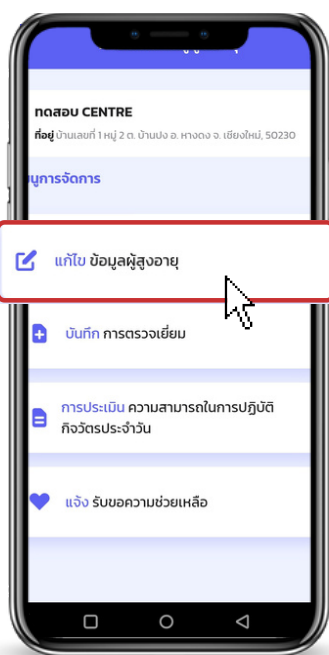 ทดสอบ CENTRE
ที่อยู่ บ้านเลขที่ 1 หมู่ 2 ต. บ้านปง อ. หางดง จ. เชียงใหม่, 50230
นูการจัดการ
แก้ไข ข้อมูลผู้สูงอายุ
บันทึก การตรวจเยี่ยม
การประเมิน ความสามารถในการปฏิบัติ
กิจวัตรประจำวัน
แจ้ง รับขอความช่วยเหลือ